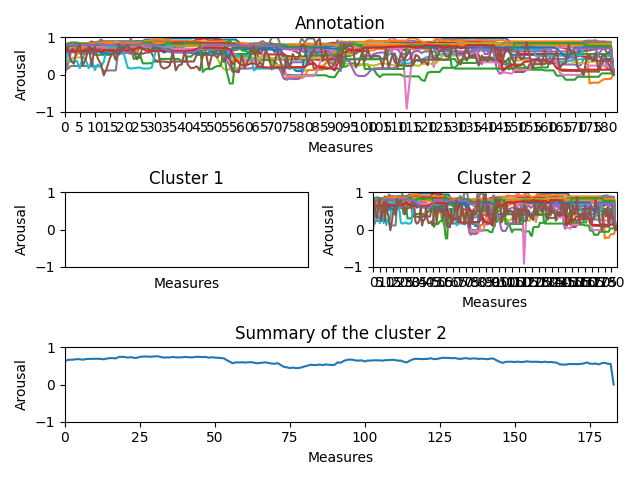 Annotation
Arousal
1
0
−1
0 5 10 15 20 25 30 35 40 45 50 55 60 65 70 75 80 85 90 95 100 105 110 115 120 125 130 135 140 145 150 155 160 165 170 175 180
Measures
Cluster 1
Arousal
1
0
−1
Measures
Cluster 2
Arousal
1
0
−1
Measures
Summary of the cluster 2
Arousal
1
0
−1
0 25 50 75 100 125 150 175
Measures